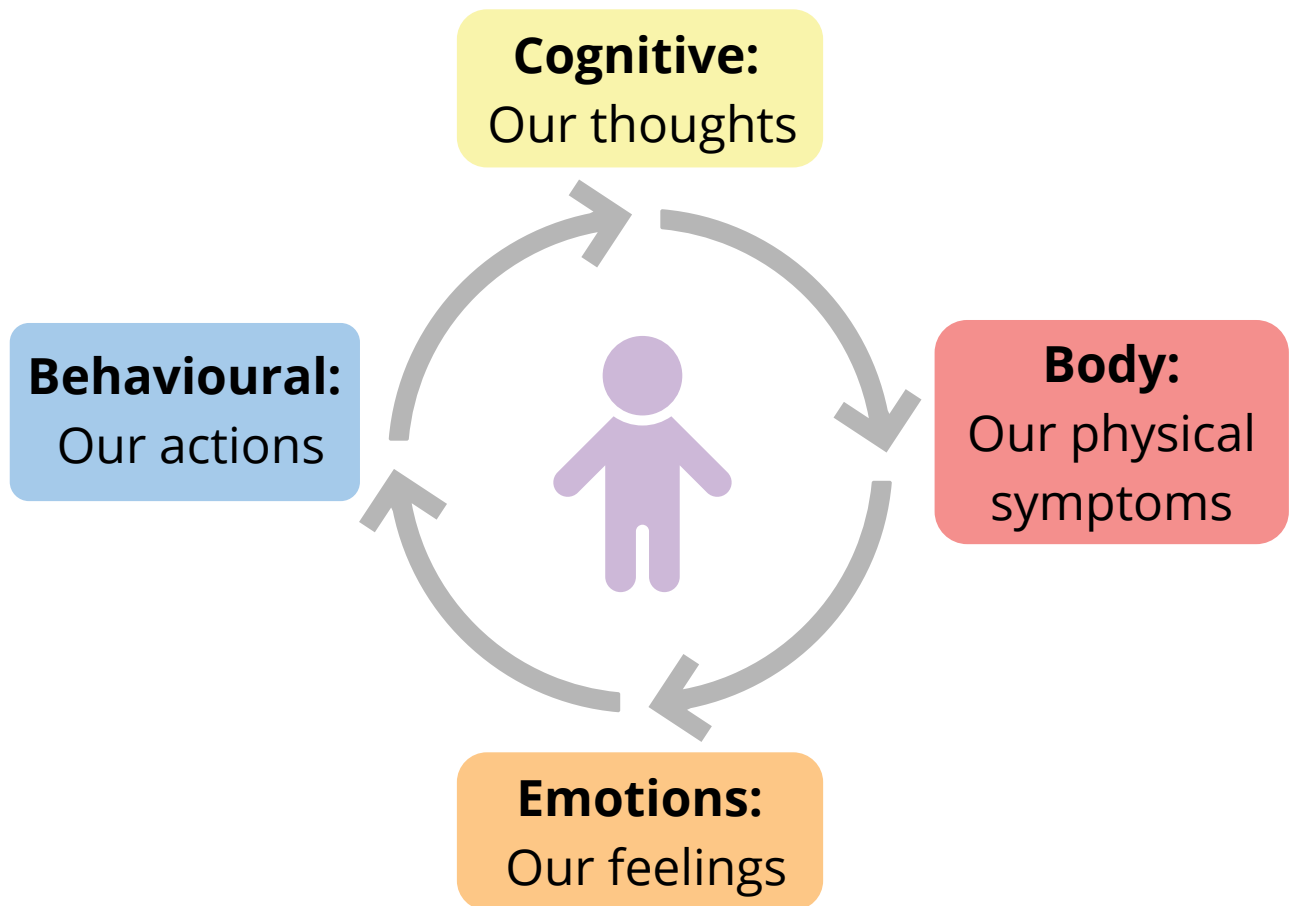 Cognitive:
Our thoughts
Behavioural:
Our actions
Body:
Our physical
symptoms
Emotions:
Our feelings